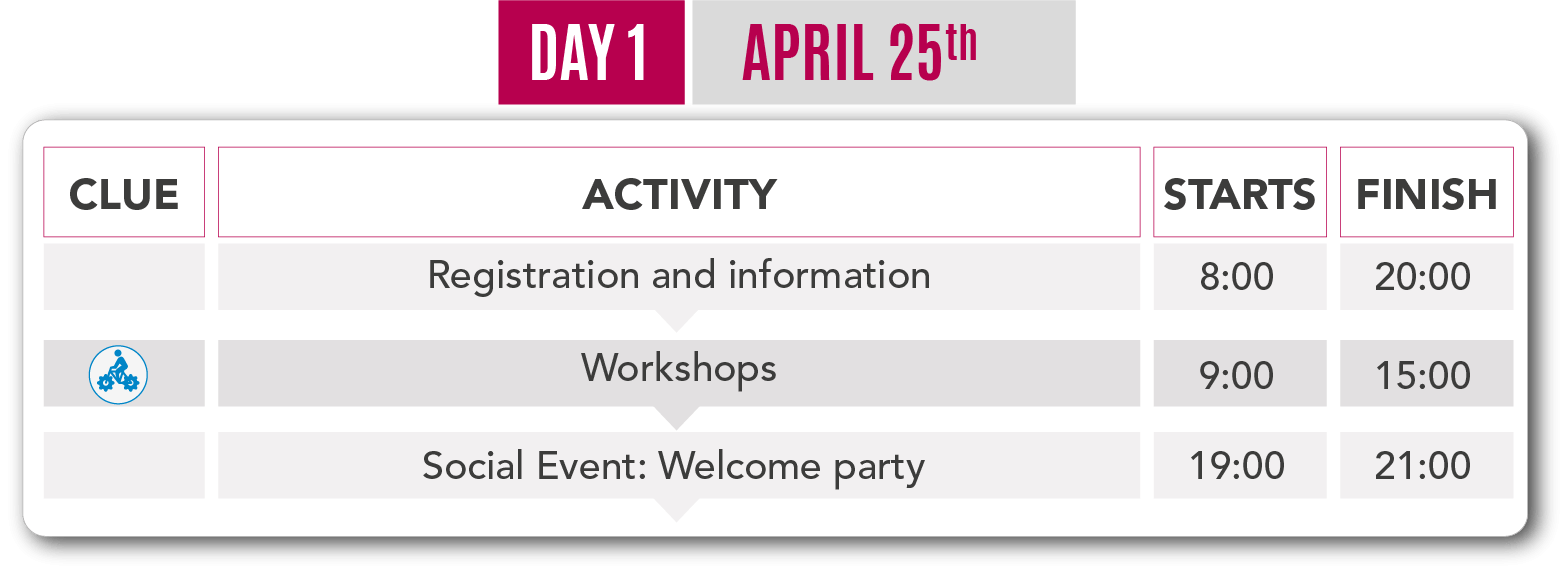 DAY 1 APRIL 25th
CLUE ACTIVITY STARTS FINISH
Registration and information 8:00 20:00
Workshops 9:00 15:00
Social Event: Welcome party 19:00 21:00